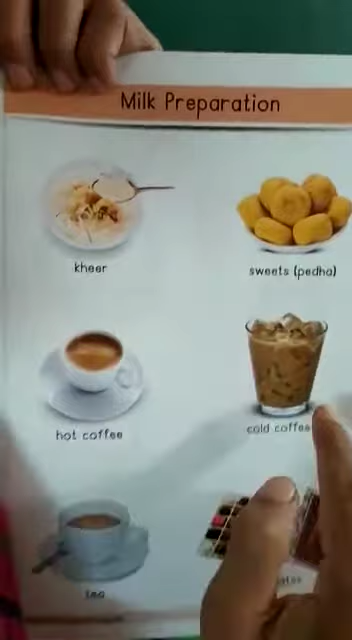 Milk Preparation
kheer
sweets (pedha)
hot coffee
cold coffee
tea